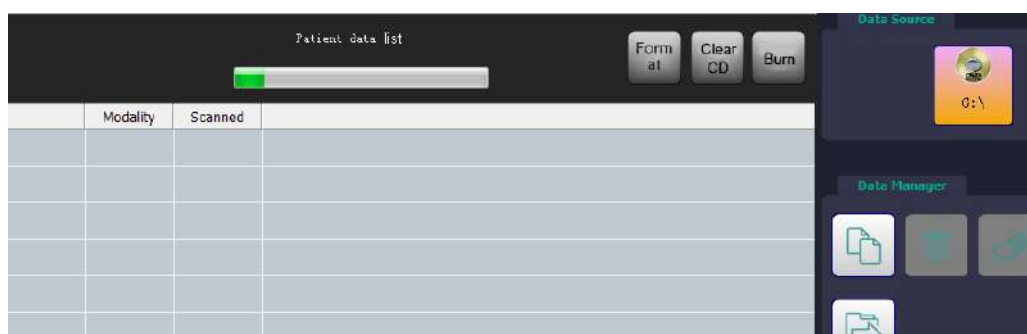 Data Source
Patient data list
Form
at
Clear
CD
Burn
DVD
G:\
Modality
Scanned
Data Manager